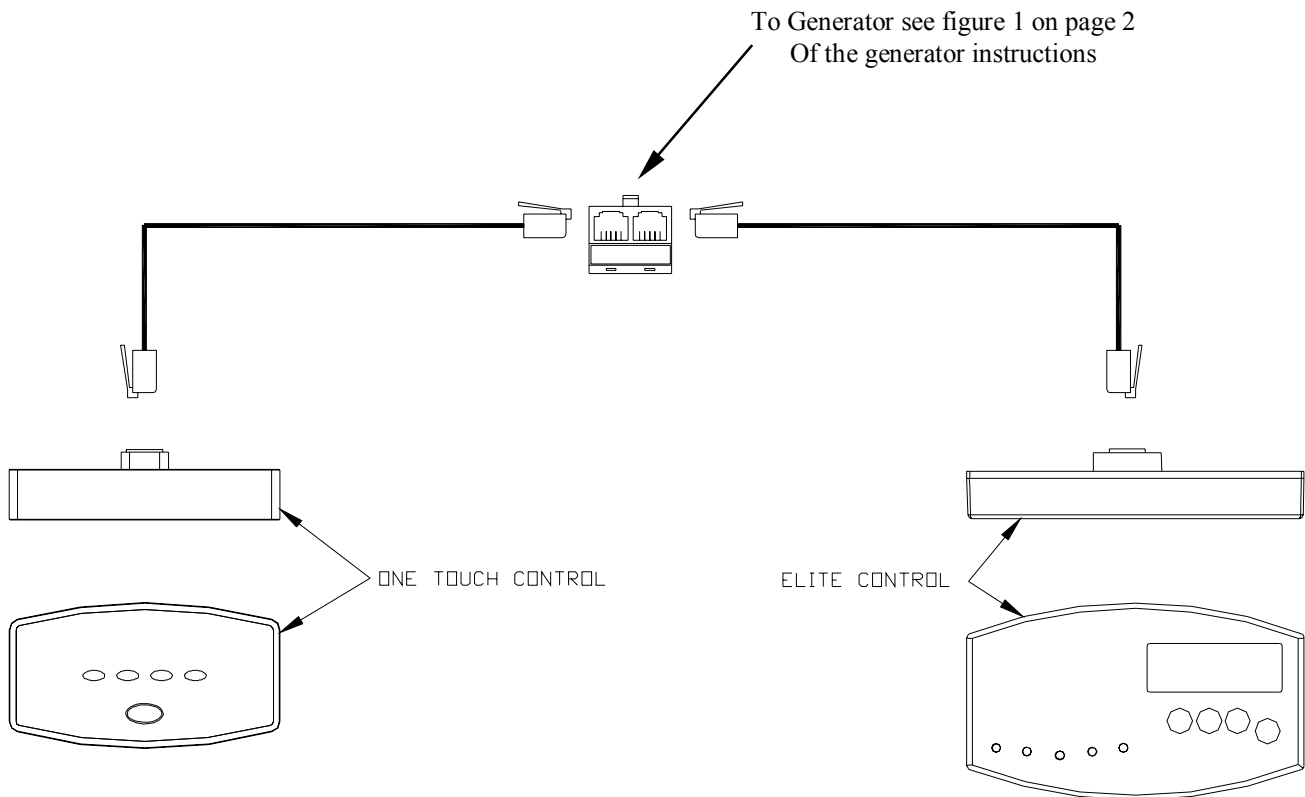 To Generator see figure 1 on page 2
Of the generator instructions
ONE TOUCH CONTROL
ELITE CONTROL